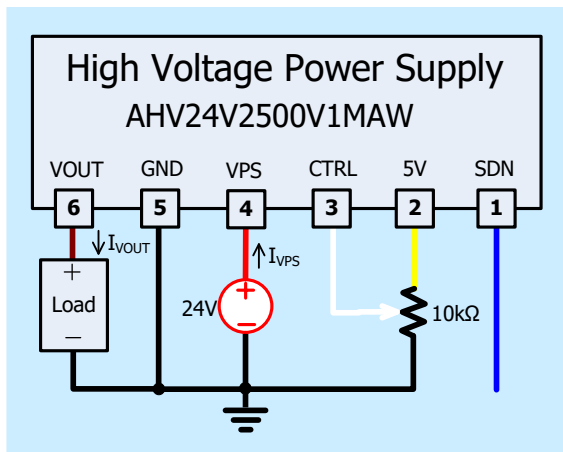 High Voltage Power Supply
AHV24V2500V1MAW
VOUT GND VPS CTRL 5V SDN
6 5 4 3 2 1
IVOUT IVPS
+ +
Load 24V 10kΩ
− −